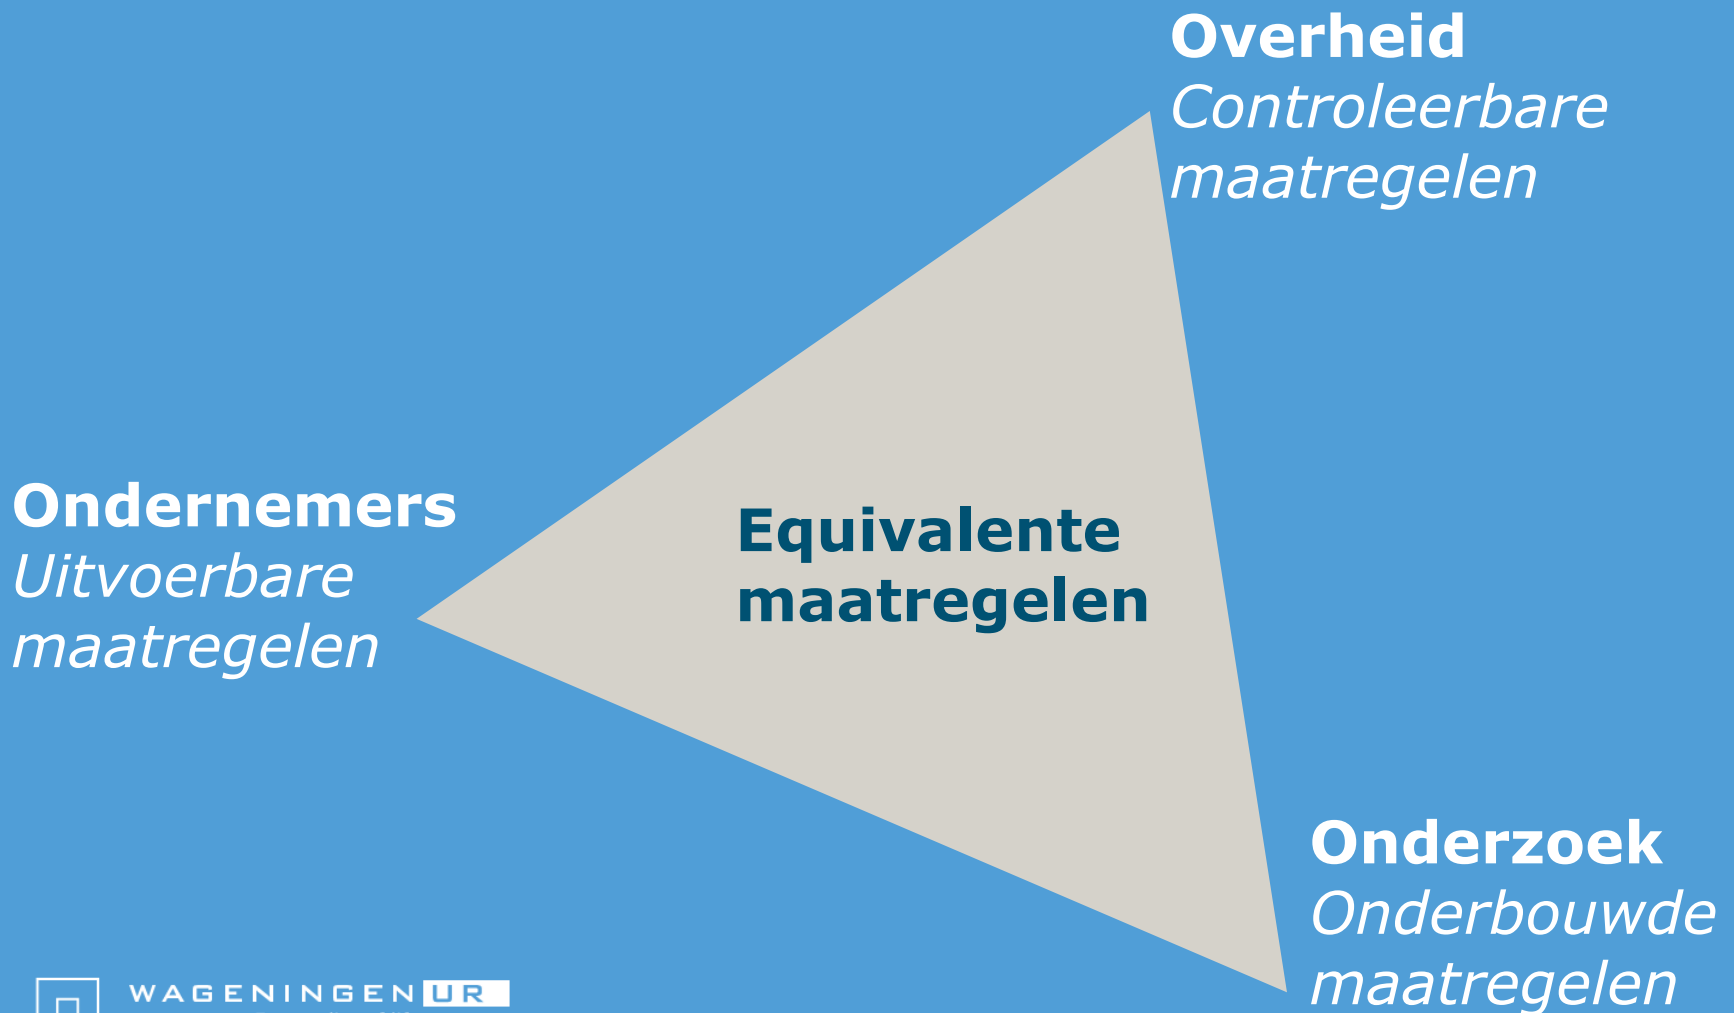 Overheid
Controleerbare
maatregelen
Ondernemers
Uitvoerbare
maatregelen
Equivalente
maatregelen
Onderzoek
Onderbouwde
maatregelen
WAGENINGEN UR